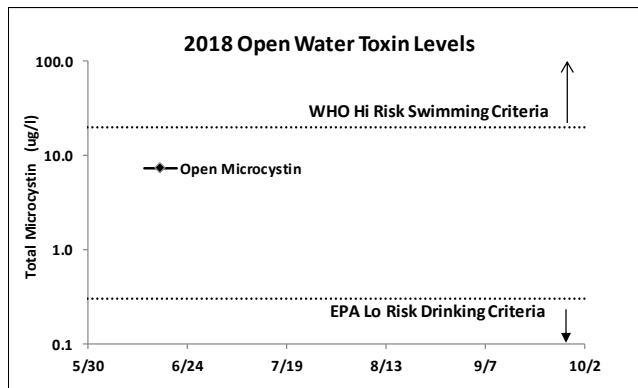 2018 Open Water Toxin Levels
100.0
WHO Hi Risk Swimming Criteria
10.0
Open Microcystin
Total Microcystin (ug/l)
1.0
EPA Lo Risk Drinking Criteria
0.1
5/30 6/24 7/19 8/13 9/7 10/2